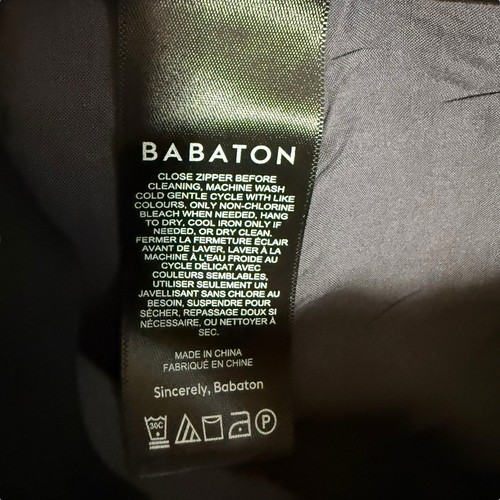 BABATON
CLOSE ZIPPER BEFORE
CLEANING, MACHINE WASH
COLD GENTLE CYCLE WITH LIKE
COLOURS, ONLY NON-CHLORINE
BLEACH WHEN NEEDED, HANG
TO DRY, COOL IRON ONLY IF
NEEDED, OR DRY CLEAN.
FERMER LA FERMETURE ÉCLAIR
AVANT DE LAVER, LAVER À LA
MACHINE À L'EAU FROIDE AU
CYCLE DÉLICAT AVEC
COULEURS SEMBLABLES,
UTILISER SEULEMENT UN
JAVELLISANT SANS CHLORE AU
BESOIN, SUSPENDRE POUR
SÉCHER, REPASSAGE DOUX SI
NÉCESSAIRE, OU NETTOYER À
SEC.
MADE IN CHINA
FABRIQUÉ EN CHINE
Sincerely, Babaton
30C P